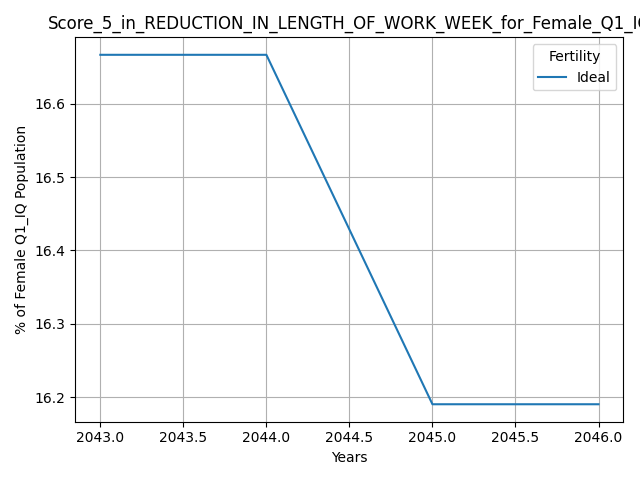 Score_5_in_REDUCTION_IN_LENGTH_OF_WORK_WEEK_for_Female_Q1_IQ
Fertility
Ideal
% of Female Q1_IQ Population
16.6
16.5
16.4
16.3
16.2
2043.0 2043.5 2044.0 2044.5 2045.0 2045.5 2046.0
Years